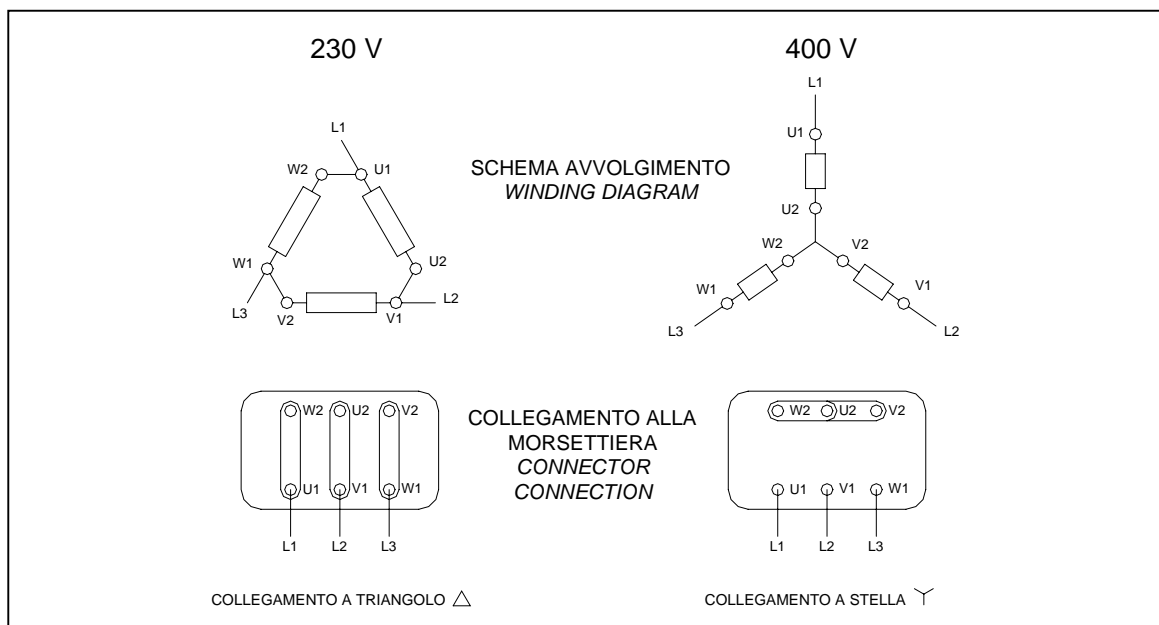 230 V
400 V
L1
W2
U1
W1
U2
L3
V2
V1
L2
SCHEMA AVVOLGIMENTO
WINDING DIAGRAM
L1
U1
U2
W2
V2
W1
V1
L3
L2
W2 U2 V2
U1 V1 W1
L1 L2 L3
COLLEGAMENTO ALLA
MORSETTIERA
CONNECTOR
CONNECTION
W2 U2 V2
U1 V1 W1
L1 L2 L3
COLLEGAMENTO A TRIANGOLO
COLLEGAMENTO A STELLA